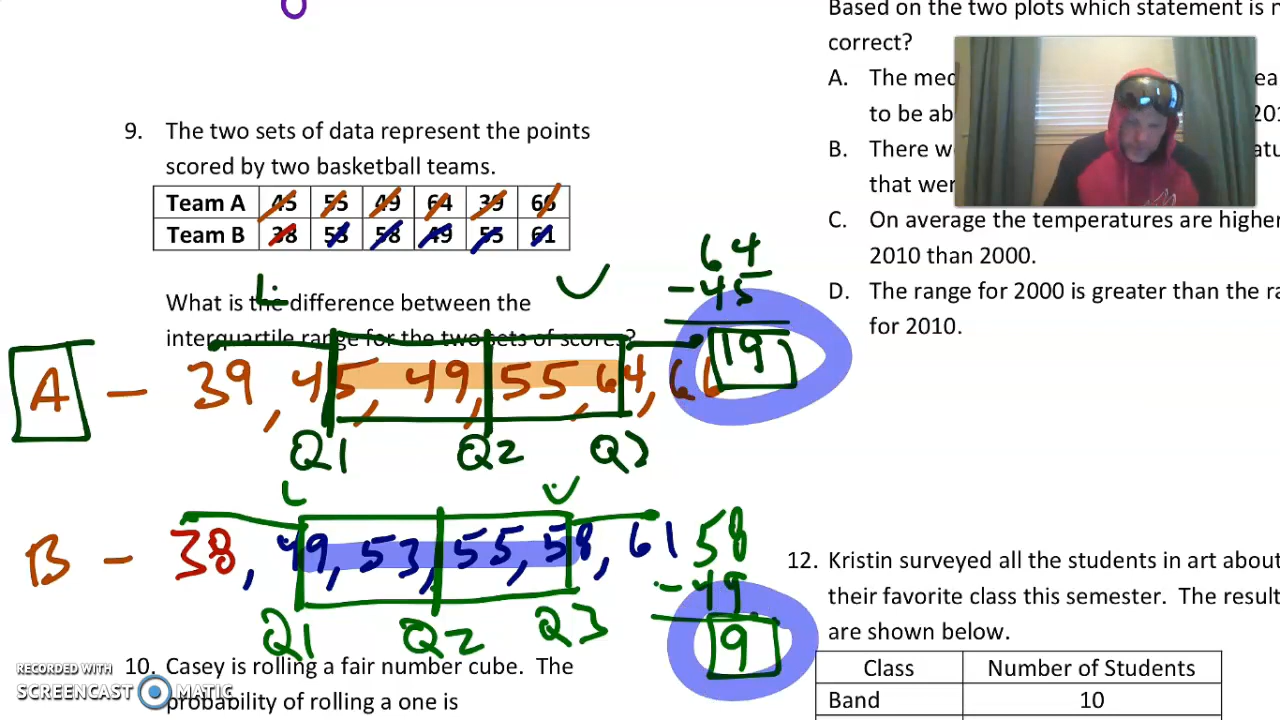 9. The two sets of data represent the points
scored by two basketball teams.
Team A 45 55 49 64 39 66
Team B 38 53 58 49 55 61
What is the difference between the
interquartile range for the two sets of scores?
L U
A - 39, 45, 49, 55, 64, 66
Q1 Q2 Q3
64
-45
19
L U
B - 38, 49, 53, 55, 58, 61
Q1 Q2 Q3
58
-49
9
10. Casey is rolling a fair number cube. The
probability of rolling a one is
Based on the two plots which statement is
correct?
A. The
to be
B. There
that
C. On average the temperatures are higher
2010 than 2000.
D. The range for 2000 is greater than the
for 2010.
12. Kristin surveyed all the students in art about
their favorite class this semester. The
are shown below.
Class Number of Students
Band 10
RECORDED WITH
SCREENCAST MATIC